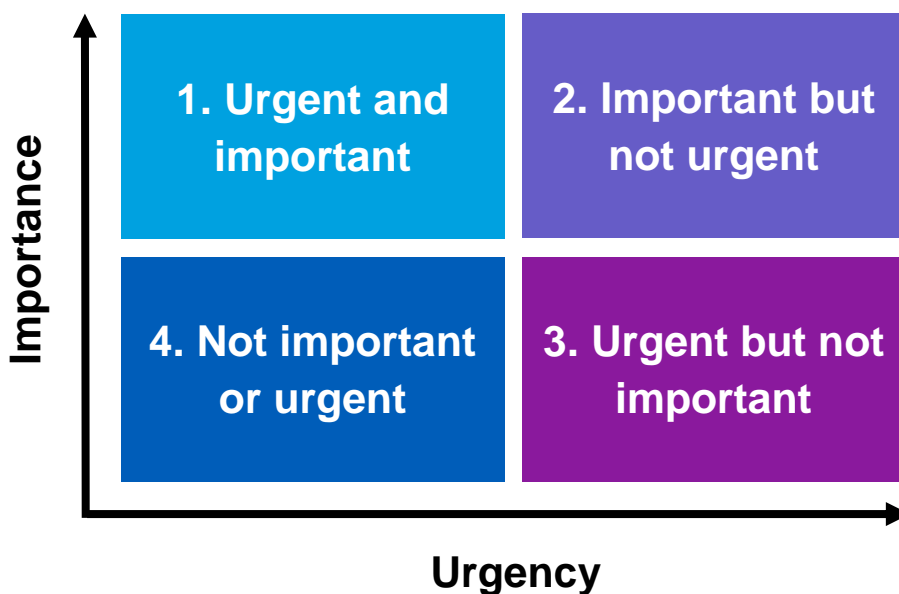 Importance
1. Urgent and
important
2. Important but
not urgent
4. Not important
or urgent
3. Urgent but not
important
Urgency